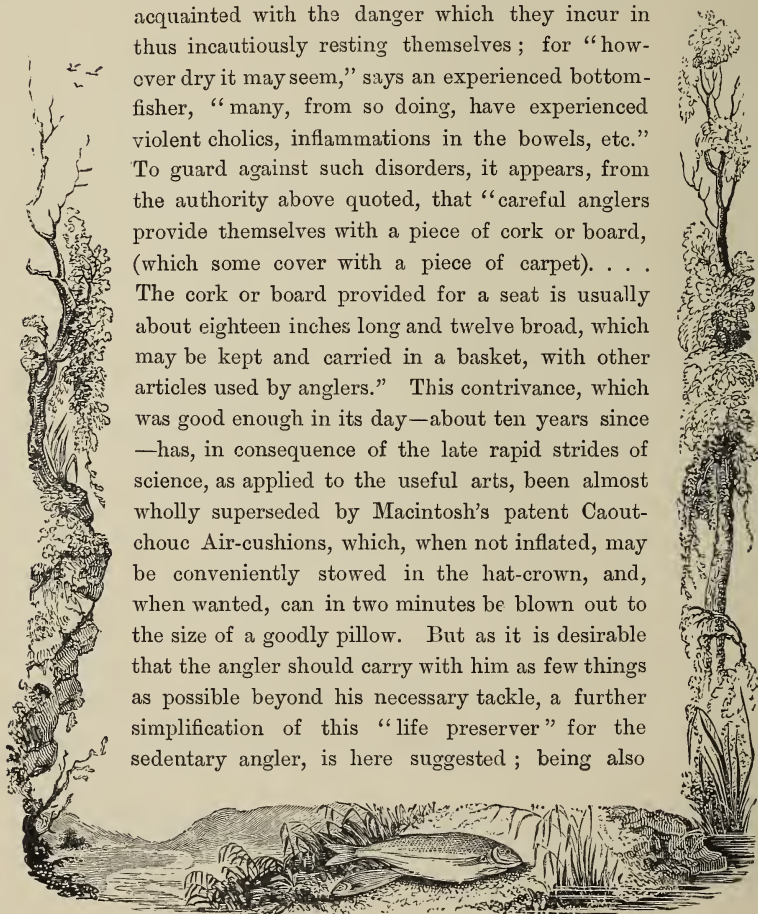 acquainted with the danger which they incur in
thus incautiously resting themselves ; for “how-
ever dry it may seem,” says an experienced bottom-
fisher, “many, from so doing, have experienced
violent cholics, inflammations in the bowels, etc.”
To guard against such disorders, it appears, from
the authority above quoted, that “careful anglers
provide themselves with a piece of cork or board,
(which some cover with a piece of carpet). . . .
The cork or board provided for a seat is usually
about eighteen inches long and twelve broad, which
may be kept and carried in a basket, with other
articles used by anglers.” This contrivance, which
was good enough in its day—about ten years since
—has, in consequence of the late rapid strides of
science, as applied to the useful arts, been almost
wholly superseded by Macintosh’s patent Caout-
chouc Air-cushions, which, when not inflated, may
be conveniently stowed in the hat-crown, and,
when wanted, can in two minutes be blown out to
the size of a goodly pillow. But as it is desirable
that the angler should carry with him as few things
as possible beyond his necessary tackle, a further
simplification of this “life preserver” for the
sedentary angler, is here suggested ; being also